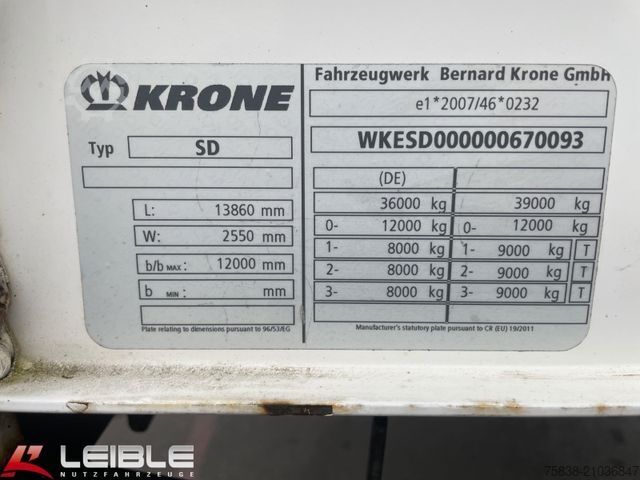 KRONE
Typ SD
L: 13860 mm
W: 2550 mm
b/b MAX: 12000 mm
b MIN: mm
Plate relating to dimensions pursuant to 96/53/EG
Fahrzeugwerk Bernard Krone GmbH
e1*2007/46*0232
WKESD000000670093
(DE)
36000 kg 39000 kg
0- 12000 kg 0- 12000 kg
1- 8000 kg 1- 9000 kg T
2- 8000 kg 2- 9000 kg T
3- 8000 kg 3- 9000 kg T
Manufacturer's statutory plate pursuant to CR (EU) 19/2011
LEIBLE
NUTZFAHRZEUGE
75838-21036847